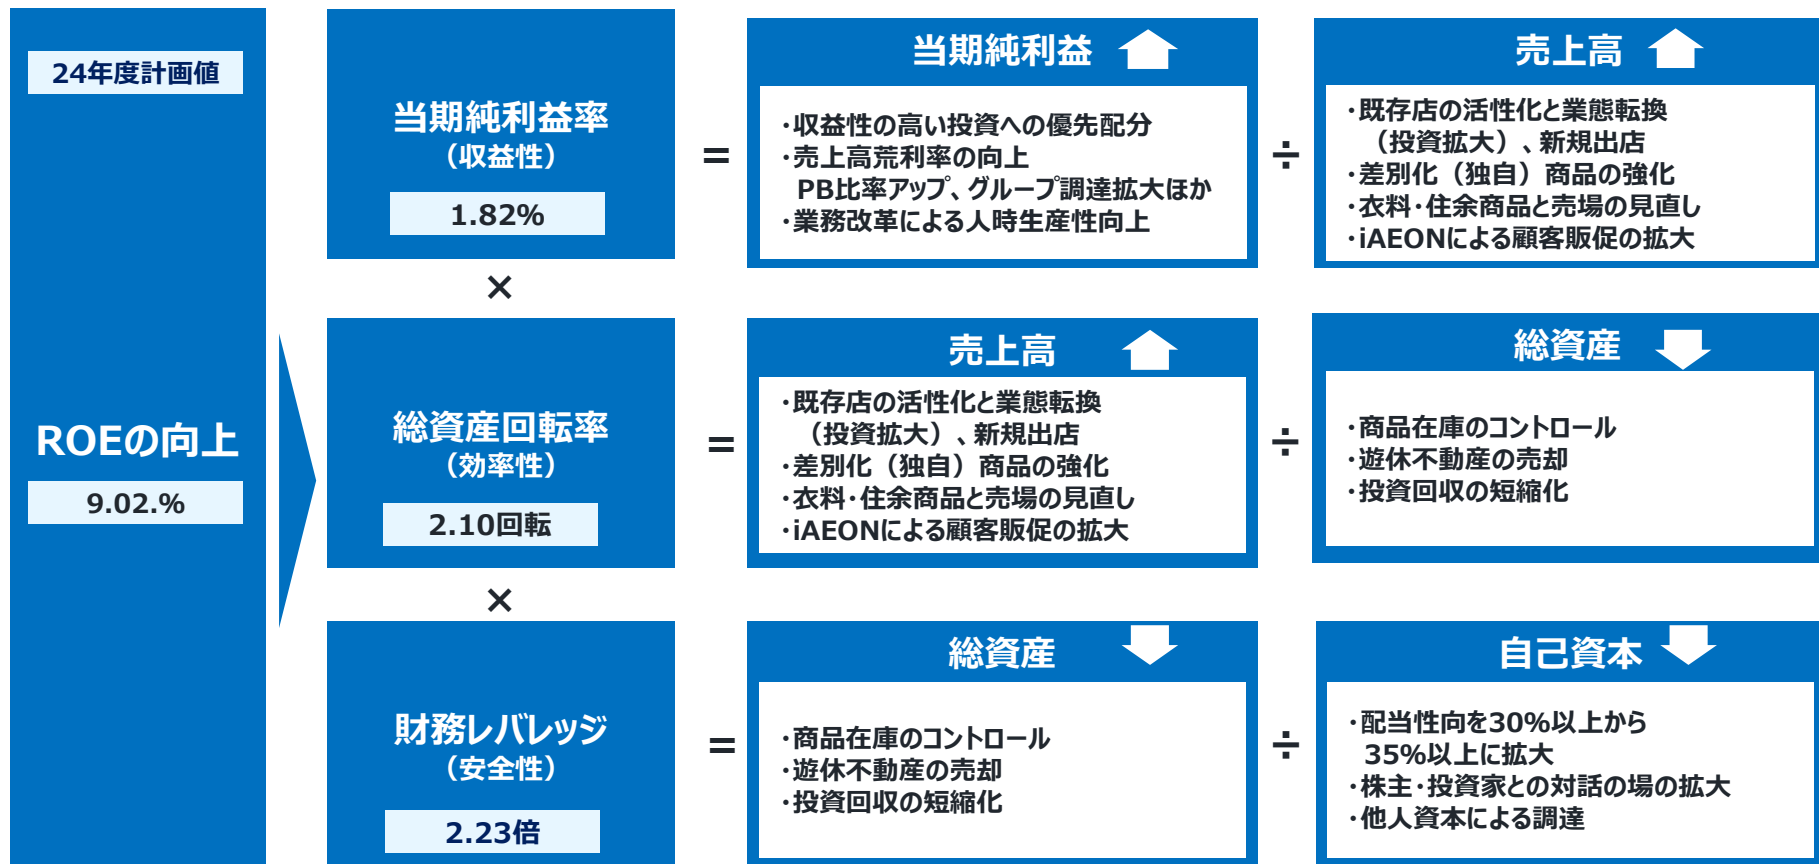 24年度計画値
ROEの向上
9.02.%
当期純利益率
（収益性）
1.82%
=
当期純利益
・収益性の高い投資への優先配分
・売上高荒利率の向上
PB比率アップ、グループ調達拡大ほか
・業務改革による人時生産性向上
÷
売上高
・既存店の活性化と業態転換
（投資拡大）、新規出店
・差別化（独自）商品の強化
・衣料・住余商品と売場の見直し
・iAEONによる顧客販促の拡大
×
総資産回転率
（効率性）
2.10回転
=
売上高
・既存店の活性化と業態転換
（投資拡大）、新規出店
・差別化（独自）商品の強化
・衣料・住余商品と売場の見直し
・iAEONによる顧客販促の拡大
÷
総資産
・商品在庫のコントロール
・遊休不動産の売却
・投資回収の短縮化
×
財務レバレッジ
（安全性）
2.23倍
=
総資産
・商品在庫のコントロール
・遊休不動産の売却
・投資回収の短縮化
÷
自己資本
・配当性向を30%以上から
35%以上に拡大
・株主・投資家との対話の場の拡大
・他人資本による調達